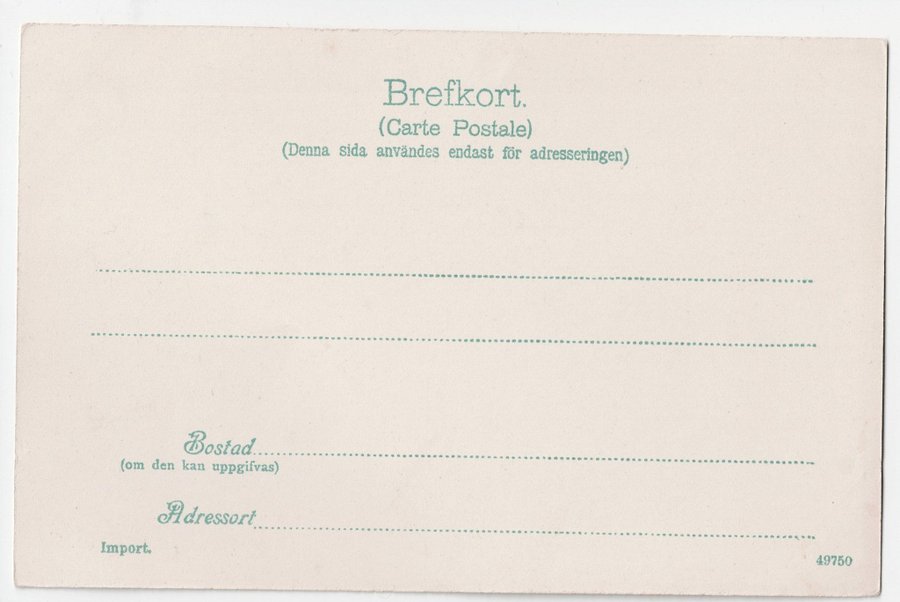 Brefkort.
(Carte Postale)
(Denna sida användes endast för adresseringen)
Bostad
(om den kan uppgifvas)
Adressort
Import.
49750